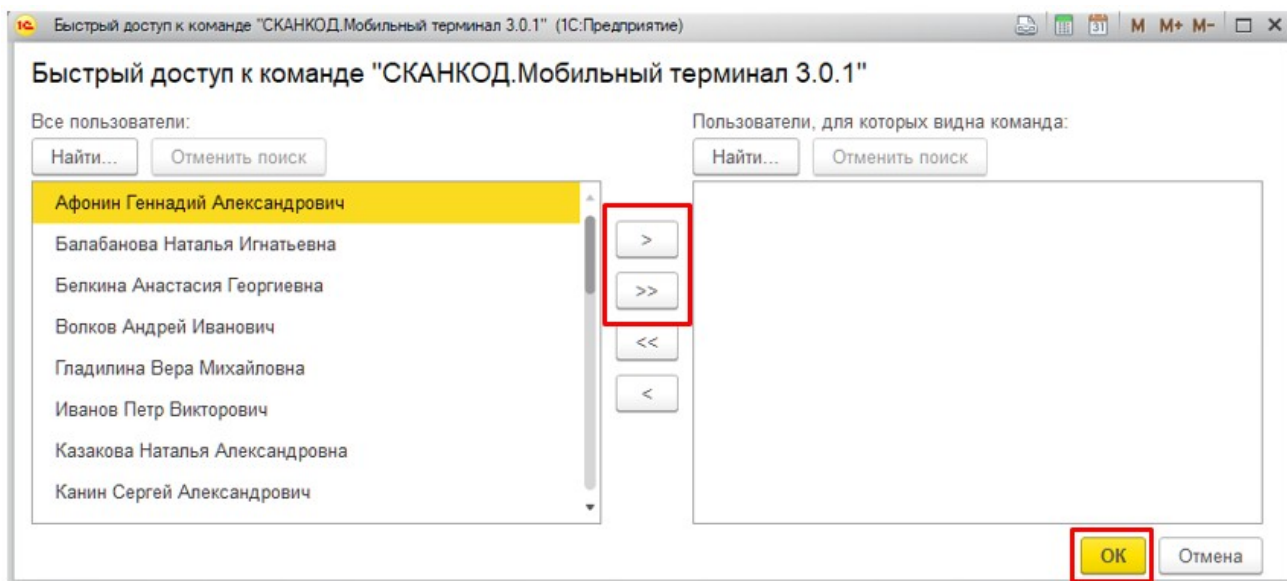 1С Быстрый доступ к команде "СКАНКОД.Мобильный терминал 3.0.1" (1С:Предприятие) 31 M M+ M-
Быстрый доступ к команде "СКАНКОД.Мобильный терминал 3.0.1"
Все пользователи:
Найти... Отменить поиск
Афонин Геннадий Александрович
Балабанова Наталья Игнатьевна
Белкина Анастасия Георгиевна
Волков Андрей Иванович
Гладилина Вера Михайловна
Иванов Петр Викторович
Казакова Наталья Александровна
Канин Сергей Александрович
>
>>
<<
<
Пользователи, для которых видна команда:
Найти... Отменить поиск
ОК Отмена